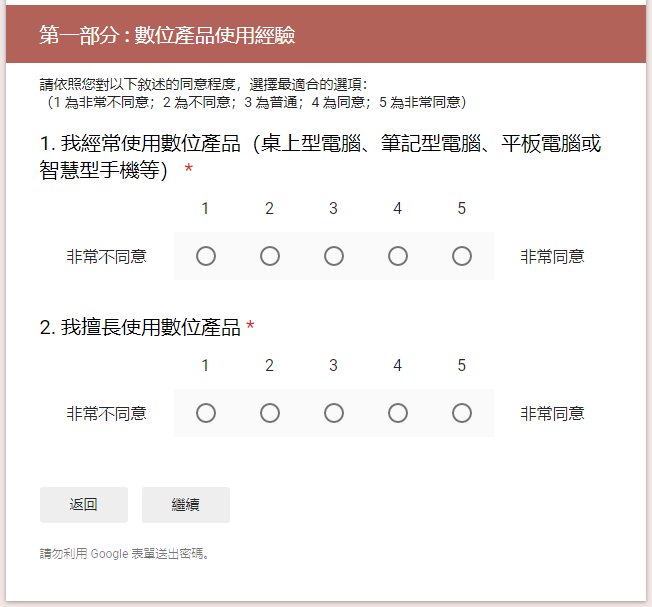 第一部分 : 數位產品使用經驗
請依照您對以下敘述的同意程度，選擇最適合的選項：
（1 為非常不同意；2 為不同意；3 為普通；4 為同意；5 為非常同意）
1. 我經常使用數位產品（桌上型電腦、筆記型電腦、平板電腦或
智慧型手機等） *
1 2 3 4 5
非常不同意 非常同意
2. 我擅長使用數位產品 *
1 2 3 4 5
非常不同意 非常同意
返回 繼續
請勿利用 Google 表單送出密碼。